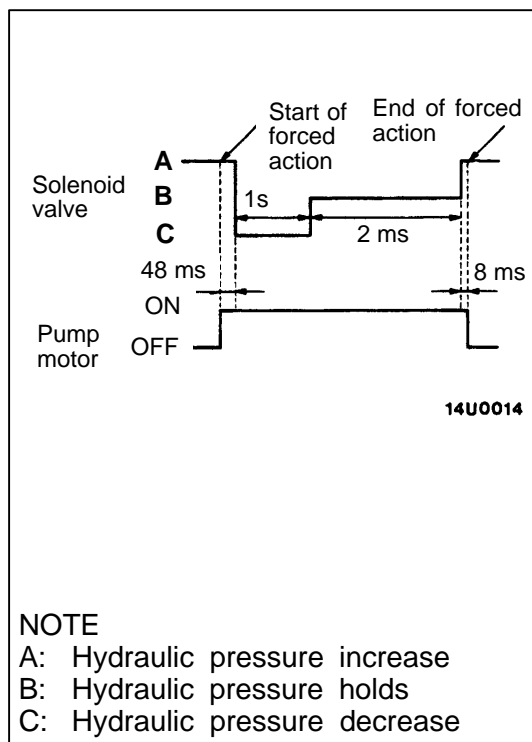 Start of
forced
action
End of forced
action
Solenoid
valve
A
B
C
1s
2 ms
48 ms
8 ms
ON
OFF
Pump
motor
14U0014
NOTE
A: Hydraulic pressure increase
B: Hydraulic pressure holds
C: Hydraulic pressure decrease